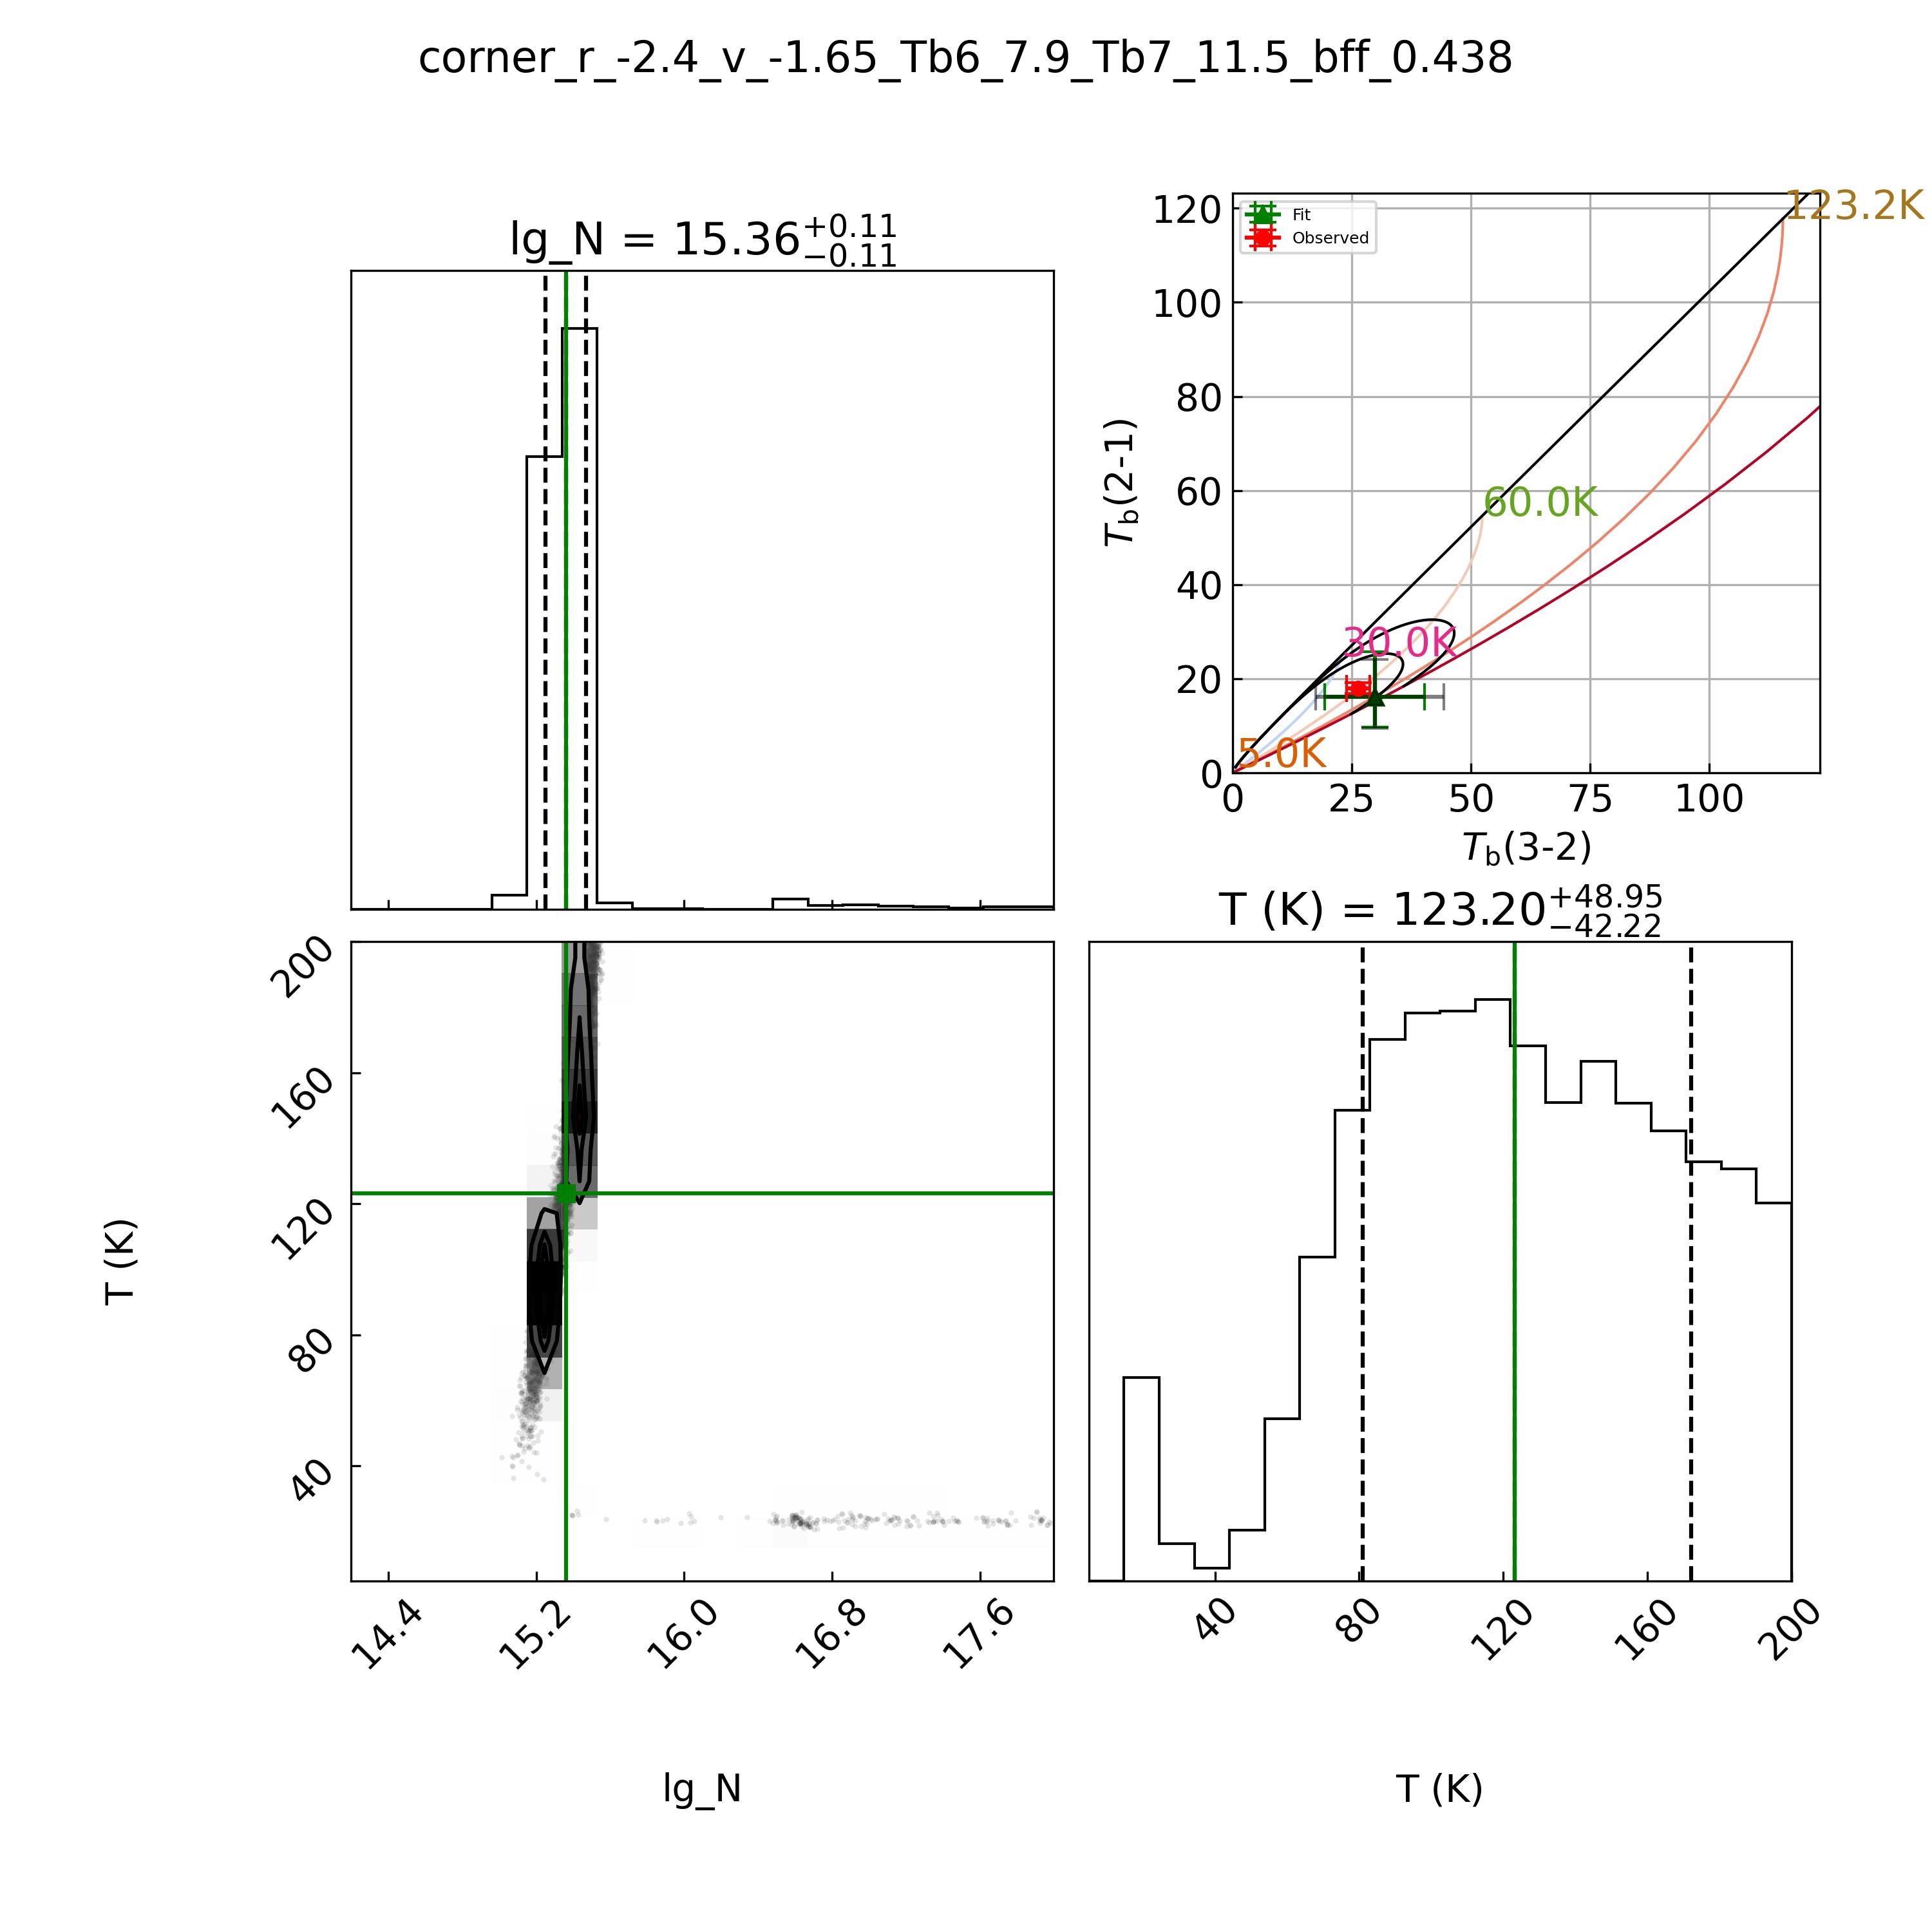 corner_r_-2.4_v_-1.65_Tb6_7.9_Tb7_11.5_bff_0.438
lg_N = 15.36+0.11−0.11
123.2K
Fit
Observed
120
100
80
60
40
20
0
60.0K
30.0K
5.0K
0 25 50 75 100
Tb(2-1)
Tb(3-2)
T (K) = 123.20+48.95−42.22
200
160
120
80
40
T (K)
14.4 15.2 16.0 16.8 17.6
40 80 120 160 200
lg_N
T (K)